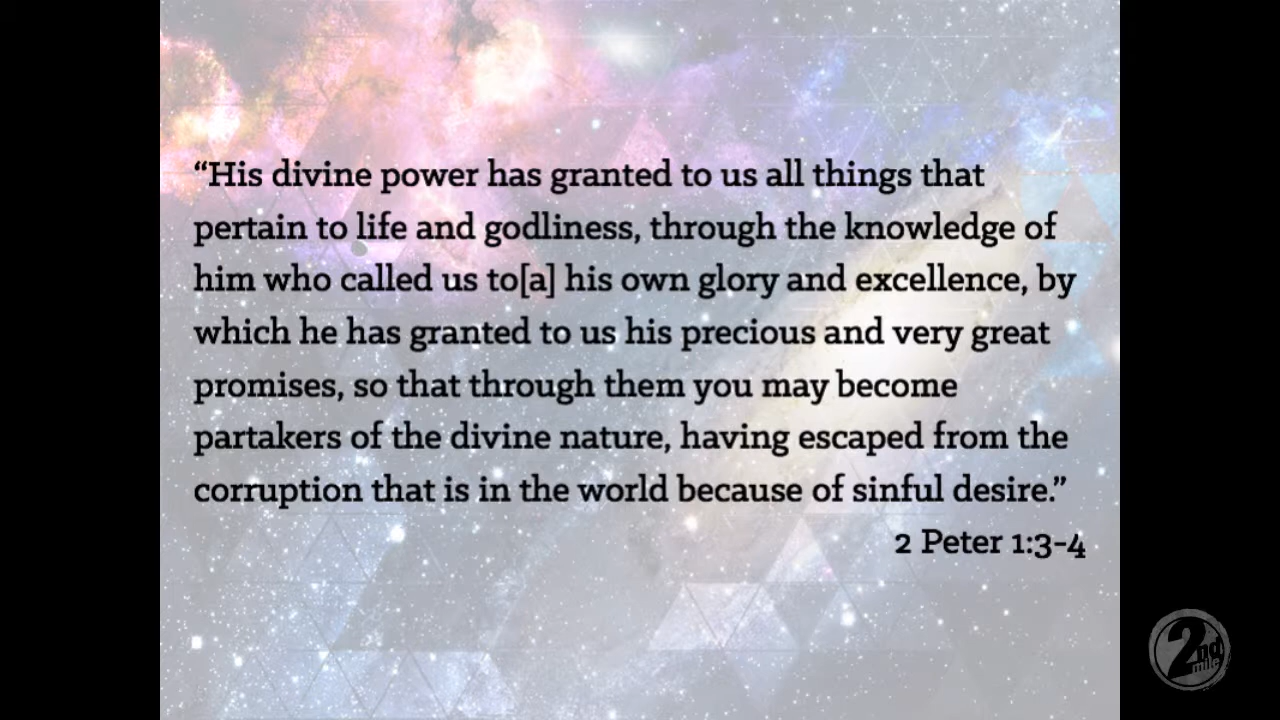 “His divine power has granted to us all things that
pertain to life and godliness, through the knowledge of
him who called us to[a] his own glory and excellence, by
which he has granted to us his precious and very great
promises, so that through them you may become
partakers of the divine nature, having escaped from the
corruption that is in the world because of sinful desire.”
2 Peter 1:3-4
2nd
mile